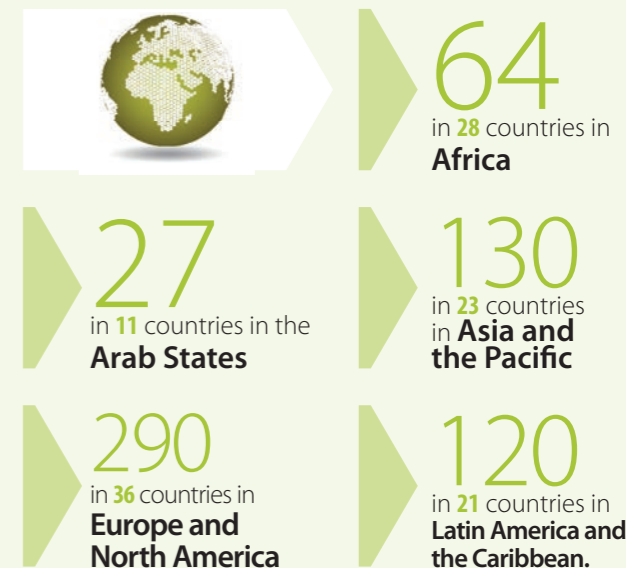 64
in 28 countries in
Africa
27
in 11 countries in the
Arab States
130
in 23 countries
in Asia and
the Pacific
290
in 36 countries in
Europe and
North America
120
in 21 countries in
Latin America and
the Caribbean.